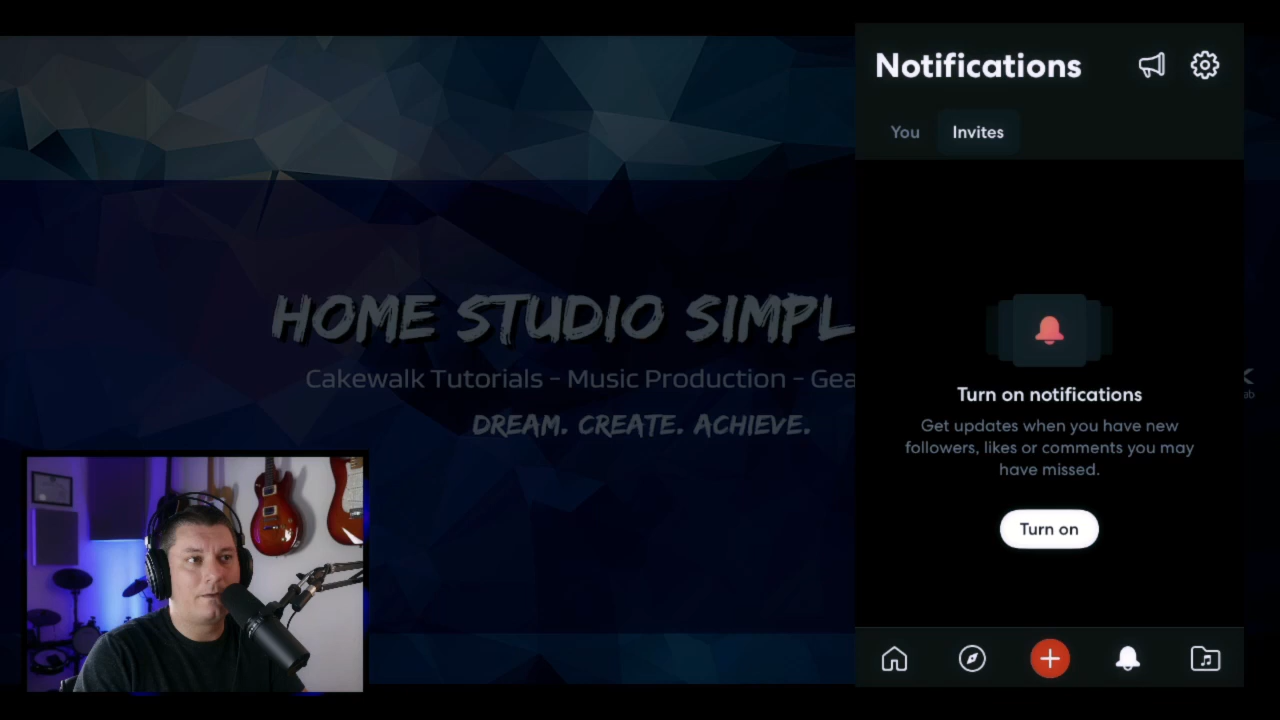 Notifications
You
Invites
HOME STUDIO SIMPL
Cakewalk Tutorials - Music Production - Gea
DREAM. CREATE. ACHIEVE.
Turn on notifications
Get updates when you have new
followers, likes or comments you may
have missed.
Turn on